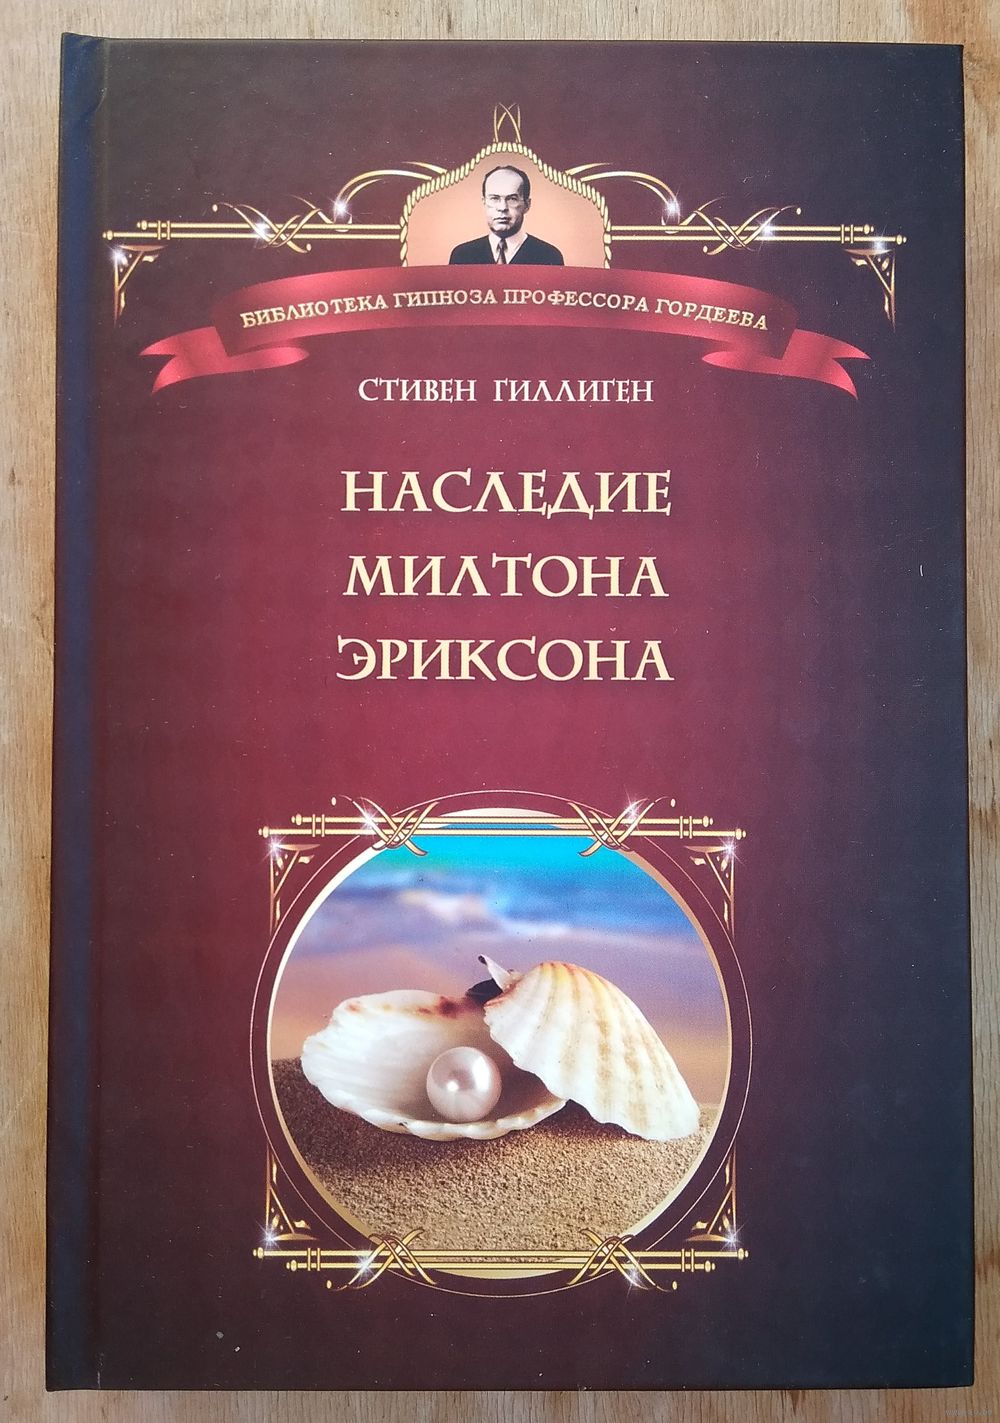 БИБЛИОТЕКА ГИПНОЗА ПРОФЕССОРА ГОРДЕЕВА
СТИВЕН ГИЛЛИГЕН
НАСЛЕДИЕ
МИЛТОНА
ЭРИКСОНА